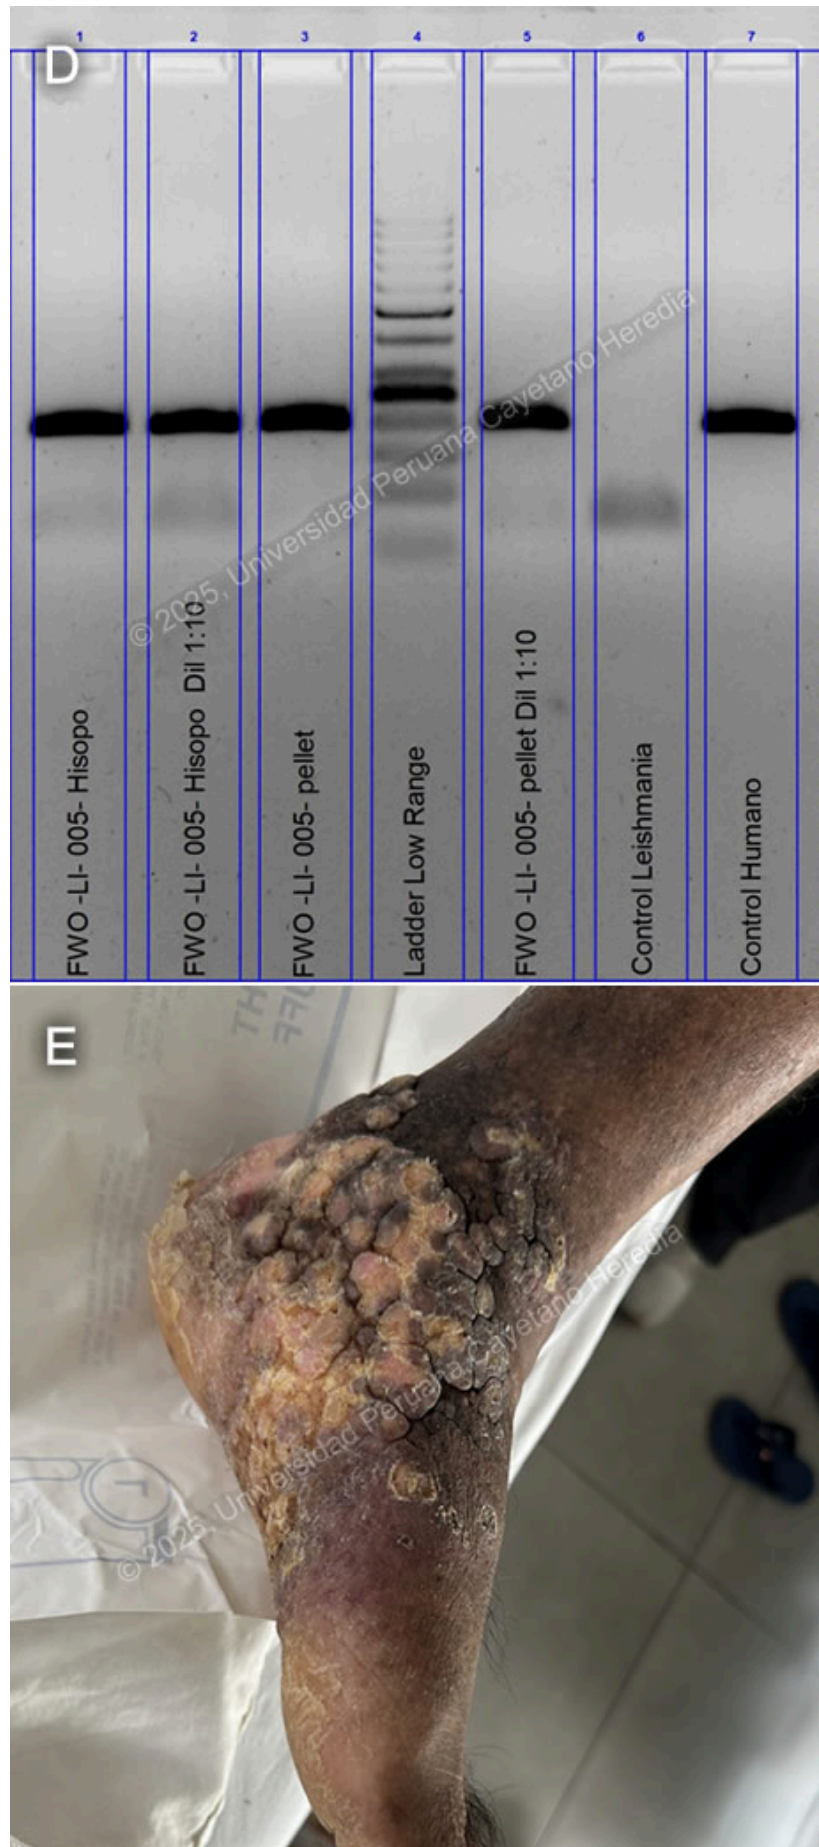 1 2 3 4 5 6 7
D
FWO -LI- 005- Hisopo
FWO -LI- 005- Hisopo Dil 1:10
FWO -LI- 005- pellet
Ladder Low Range
FWO -LI- 005- pellet Dil 1:10
Control Leishmania
Control Humano
© 2025, Universidad Peruana Cayetano Heredia
E
© 2025, Universidad Peruana Cayetano Heredia